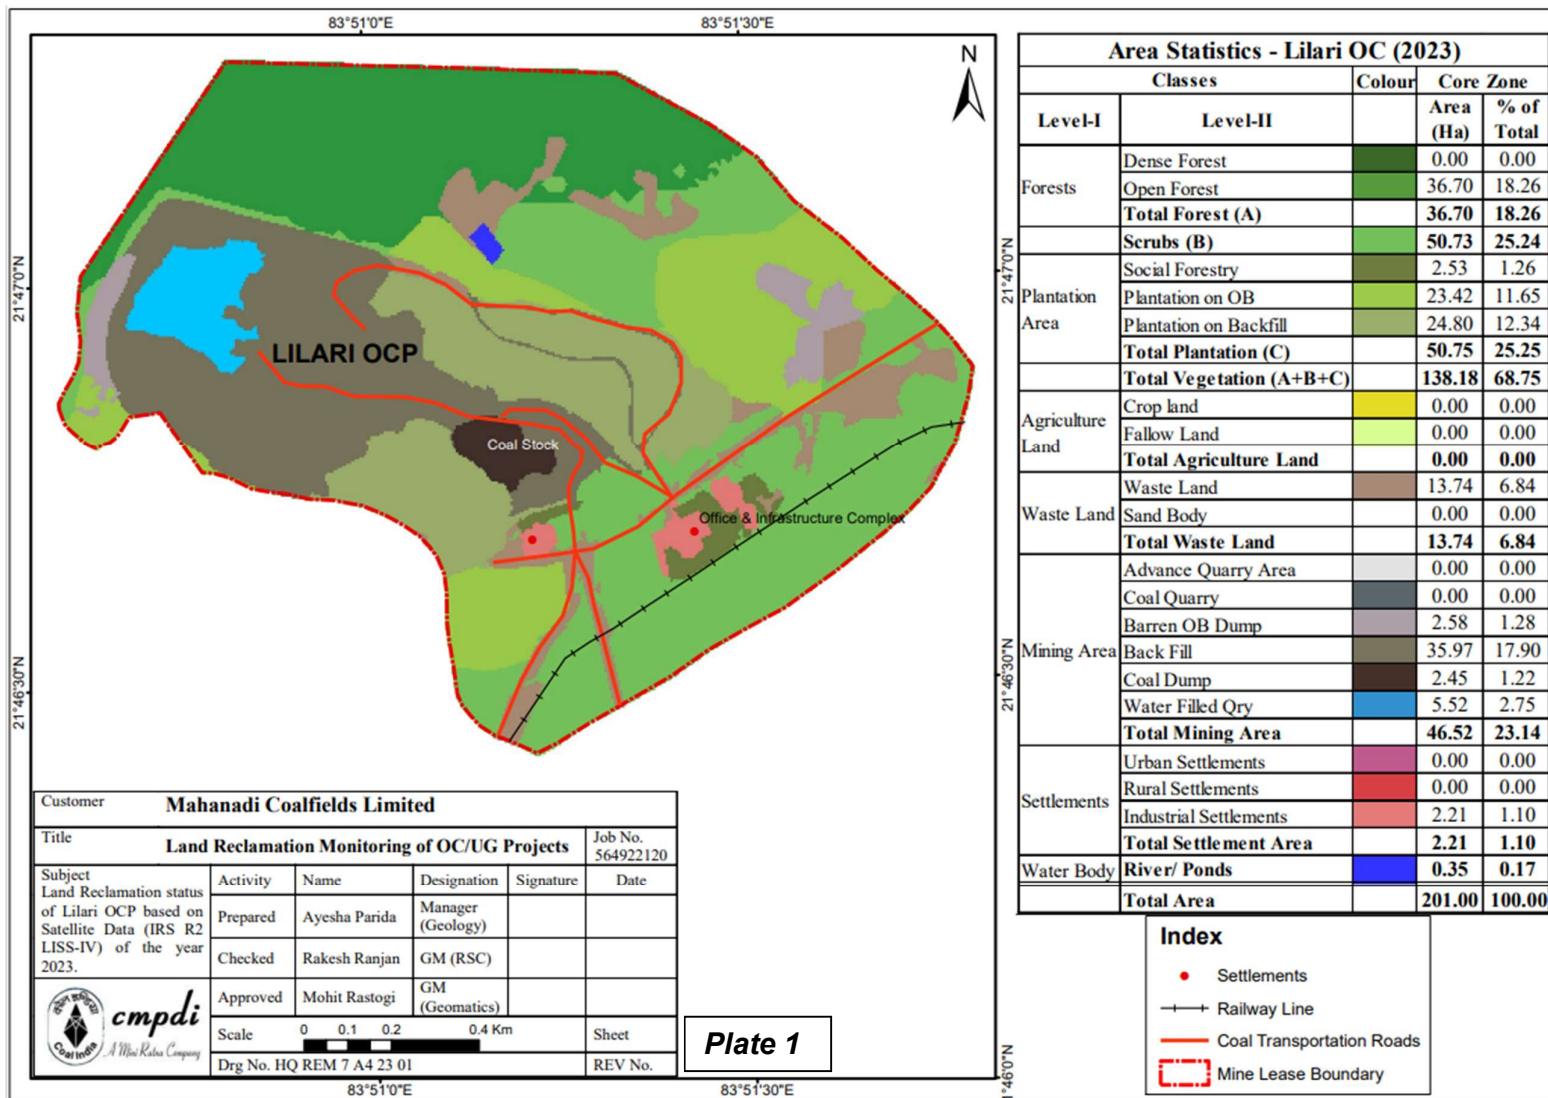 83°51'0"E 83°51'30"E
N
21°47'0"N
21°47'0"N
LILARI OCP
Coal Stock
Office & Infrastructure Complex
21°46'30"N
21°46'30"N
1°46'0"N
83°51'0"E 83°51'30"E
Customer Mahanadi Coalfields Limited
Title Land Reclamation Monitoring of OC/UG Projects Job No. 564922120
Subject
Land Reclamation status
of Lilari OCP based on
Satellite Data (IRS R2
LISS-IV) of the year
2023.
Activity Name Designation Signature Date
Prepared Ayesha Parida Manager (Geology)
Checked Rakesh Ranjan GM (RSC)
Approved Mohit Rastogi GM (Geomatics)
Scale 0 0.1 0.2 0.4 Km Sheet
Drg No. HQ REM 7 A4 23 01 REV No.
Coal India
cmpdi
A Mini Ratna Company
Plate 1
Area Statistics - Lilari OC (2023)
Classes Colour Core Zone
Level-I Level-II Area (Ha) % of Total
Forests
Dense Forest 0.00 0.00
Open Forest 36.70 18.26
Total Forest (A) 36.70 18.26
Scrubs (B) 50.73 25.24
Plantation Area
Social Forestry 2.53 1.26
Plantation on OB 23.42 11.65
Plantation on Backfill 24.80 12.34
Total Plantation (C) 50.75 25.25
Total Vegetation (A+B+C) 138.18 68.75
Agriculture Land
Crop land 0.00 0.00
Fallow Land 0.00 0.00
Total Agriculture Land 0.00 0.00
Waste Land
Waste Land 13.74 6.84
Sand Body 0.00 0.00
Total Waste Land 13.74 6.84
Mining Area
Advance Quarry Area 0.00 0.00
Coal Quarry 0.00 0.00
Barren OB Dump 2.58 1.28
Back Fill 35.97 17.90
Coal Dump 2.45 1.22
Water Filled Qry 5.52 2.75
Total Mining Area 46.52 23.14
Settlements
Urban Settlements 0.00 0.00
Rural Settlements 0.00 0.00
Industrial Settlements 2.21 1.10
Total Settlement Area 2.21 1.10
Water Body River/ Ponds 0.35 0.17
Total Area 201.00 100.00
Index
Settlements
Railway Line
Coal Transportation Roads
Mine Lease Boundary